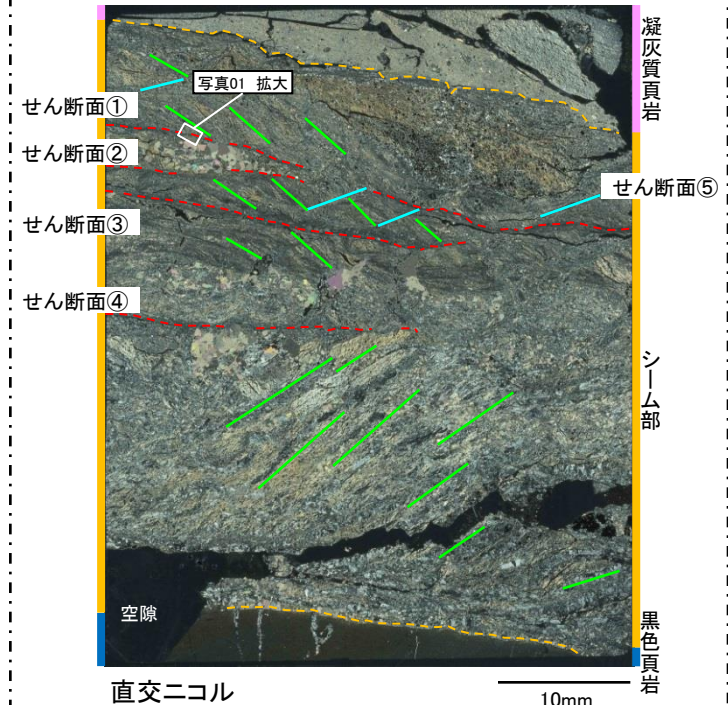 凝灰質頁岩
写真01 拡大
せん断面①
せん断面②
せん断面⑤
せん断面③
せん断面④
シーム部
空隙
黒色頁岩
直交ニコル
10mm